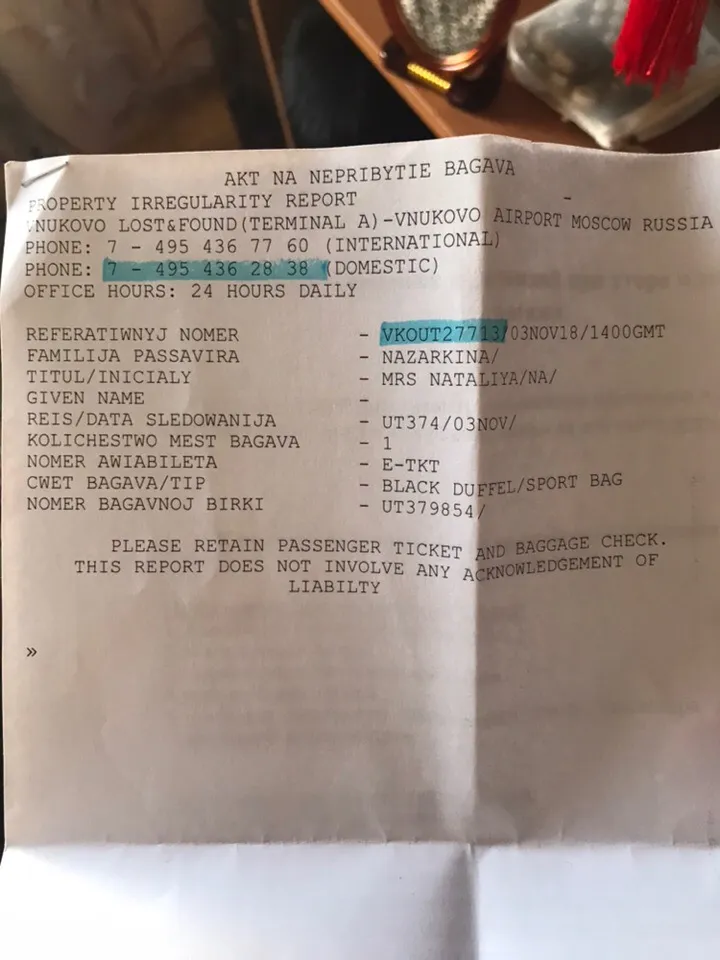 AKT NA NEPRIBYTIE BAGAVA
PROPERTY IRREGULARITY REPORT -
VNUKOVO LOST&FOUND(TERMINAL A)-VNUKOVO AIRPORT MOSCOW RUSSIA
PHONE: 7 - 495 436 77 60 (INTERNATIONAL)
PHONE: 7 - 495 436 28 38 (DOMESTIC)
OFFICE HOURS: 24 HOURS DAILY
REFERATIWNYJ NOMER - VKOUT27713/03NOV18/1400GMT
FAMILIJA PASSAVIRA - NAZARKINA/
TITUL/INICIALY - MRS NATALIYA/NA/
GIVEN NAME -
REIS/DATA SLEDOWANIJA - UT374/03NOV/
KOLICHESTWO MEST BAGAVA - 1
NOMER AWIABILETA - E-TKT
CWET BAGAVA/TIP - BLACK DUFFEL/SPORT BAG
NOMER BAGAVNOJ BIRKI - UT379854/
PLEASE RETAIN PASSENGER TICKET AND BAGGAGE CHECK.
THIS REPORT DOES NOT INVOLVE ANY ACKNOWLEDGEMENT OF
LIABILTY
»